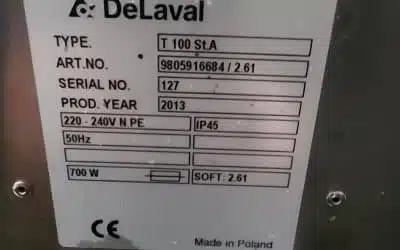 DeLaval
TYPE. T 100 St.A
ART.NO. 9805916684 / 2.61
SERIAL NO. 127
PROD. YEAR 2013
220 - 240V N PE IP45
50Hz
700 W SOFT: 2.61
CE Made in Poland